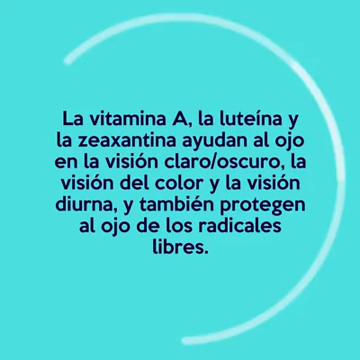 La vitamina A, la luteína y
la zeaxantina ayudan al ojo
en la visión claro/oscuro, la
visión del color y la visión
diurna, y también protegen
al ojo de los radicales
libres.